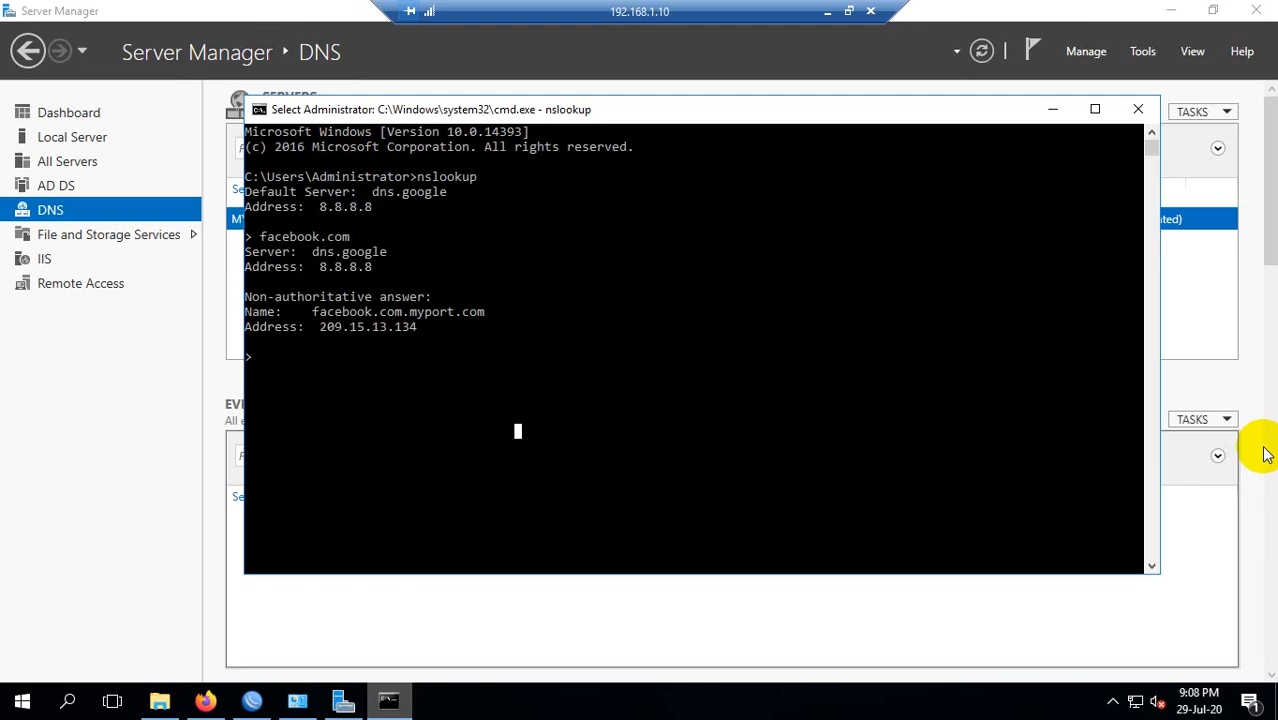 Server Manager
192.168.1.10
Server Manager
DNS
Manage
Tools
View
Help
Dashboard
Local Server
All Servers
AD DS
DNS
File and Storage Services
IIS
Remote Access
TASKS
Select Administrator: C:\Windows\system32\cmd.exe - nslookup
Microsoft Windows [Version 10.0.14393]
(c) 2016 Microsoft Corporation. All rights reserved.
C:\Users\Administrator>nslookup
Default Server:  dns.google
Address:  8.8.8.8
> facebook.com
Server:  dns.google
Address:  8.8.8.8
Non-authoritative answer:
Name:    facebook.com.myport.com
Address:  209.15.13.134
>
TASKS
9:08 PM
29-Jul-20
1